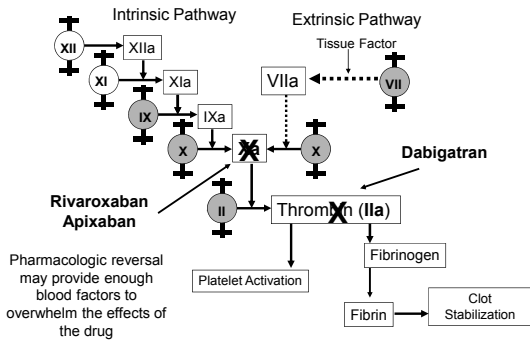 Intrinsic Pathway
Extrinsic Pathway
Tissue Factor
XII
XIIa
XI
XIa
VIIa
VII
IX
IXa
X
Xa
X
Dabigatran
Rivaroxaban
Apixaban
II
Thrombin (IIa)
Pharmacologic reversal
may provide enough
blood factors to
overwhelm the effects of
the drug
Platelet Activation
Fibrinogen
Fibrin
Clot
Stabilization